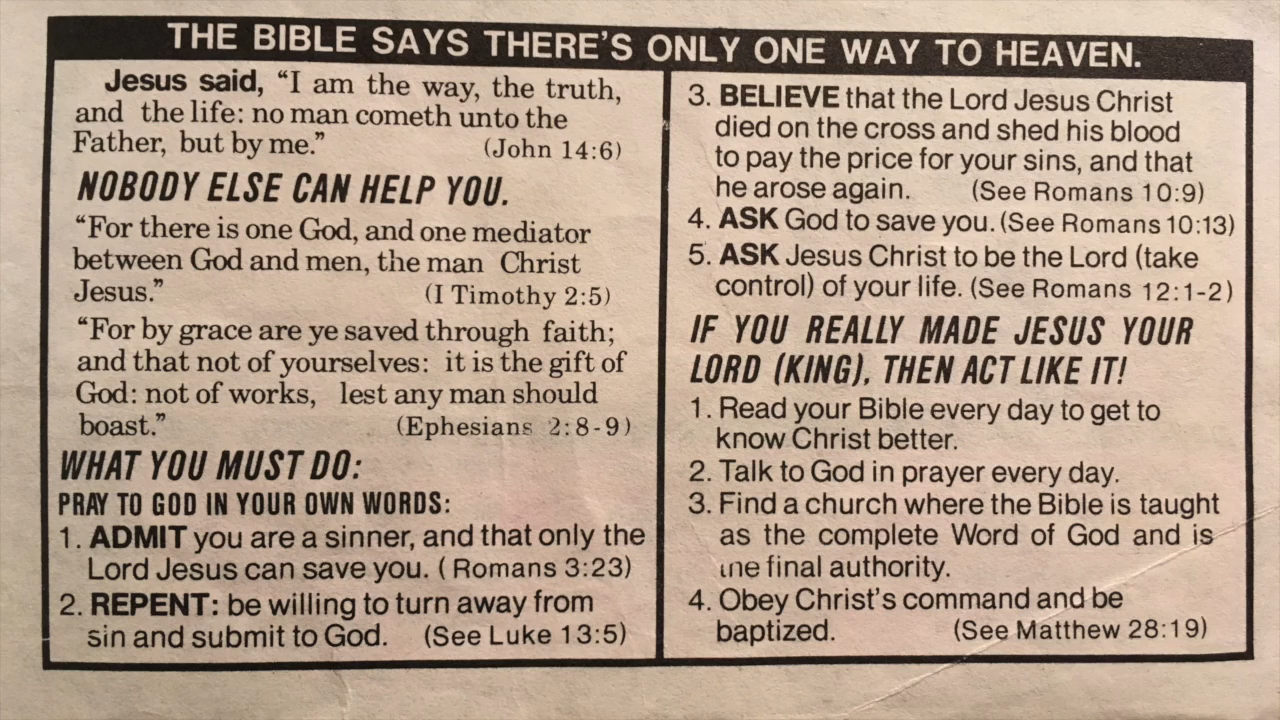 THE BIBLE SAYS THERE'S ONLY ONE WAY TO HEAVEN.
Jesus said, “I am the way, the truth,
and the life: no man cometh unto the
Father, but by me.” (John 14:6)
NOBODY ELSE CAN HELP YOU.
“For there is one God, and one mediator
between God and men, the man Christ
Jesus.” (I Timothy 2:5)
“For by grace are ye saved through faith;
and that not of yourselves: it is the gift of
God: not of works, lest any man should
boast.” (Ephesians 2:8-9)
WHAT YOU MUST DO:
PRAY TO GOD IN YOUR OWN WORDS:
1. ADMIT you are a sinner, and that only the
Lord Jesus can save you. ( Romans 3:23)
2. REPENT: be willing to turn away from
sin and submit to God. (See Luke 13:5)
3. BELIEVE that the Lord Jesus Christ
died on the cross and shed his blood
to pay the price for your sins, and that
he arose again. (See Romans 10:9)
4. ASK God to save you. (See Romans 10:13)
5. ASK Jesus Christ to be the Lord (take
control) of your life. (See Romans 12:1-2)
IF YOU REALLY MADE JESUS YOUR
LORD (KING), THEN ACT LIKE IT!
1. Read your Bible every day to get to
know Christ better.
2. Talk to God in prayer every day.
3. Find a church where the Bible is taught
as the complete Word of God and is
the final authority.
4. Obey Christ's command and be
baptized. (See Matthew 28:19)